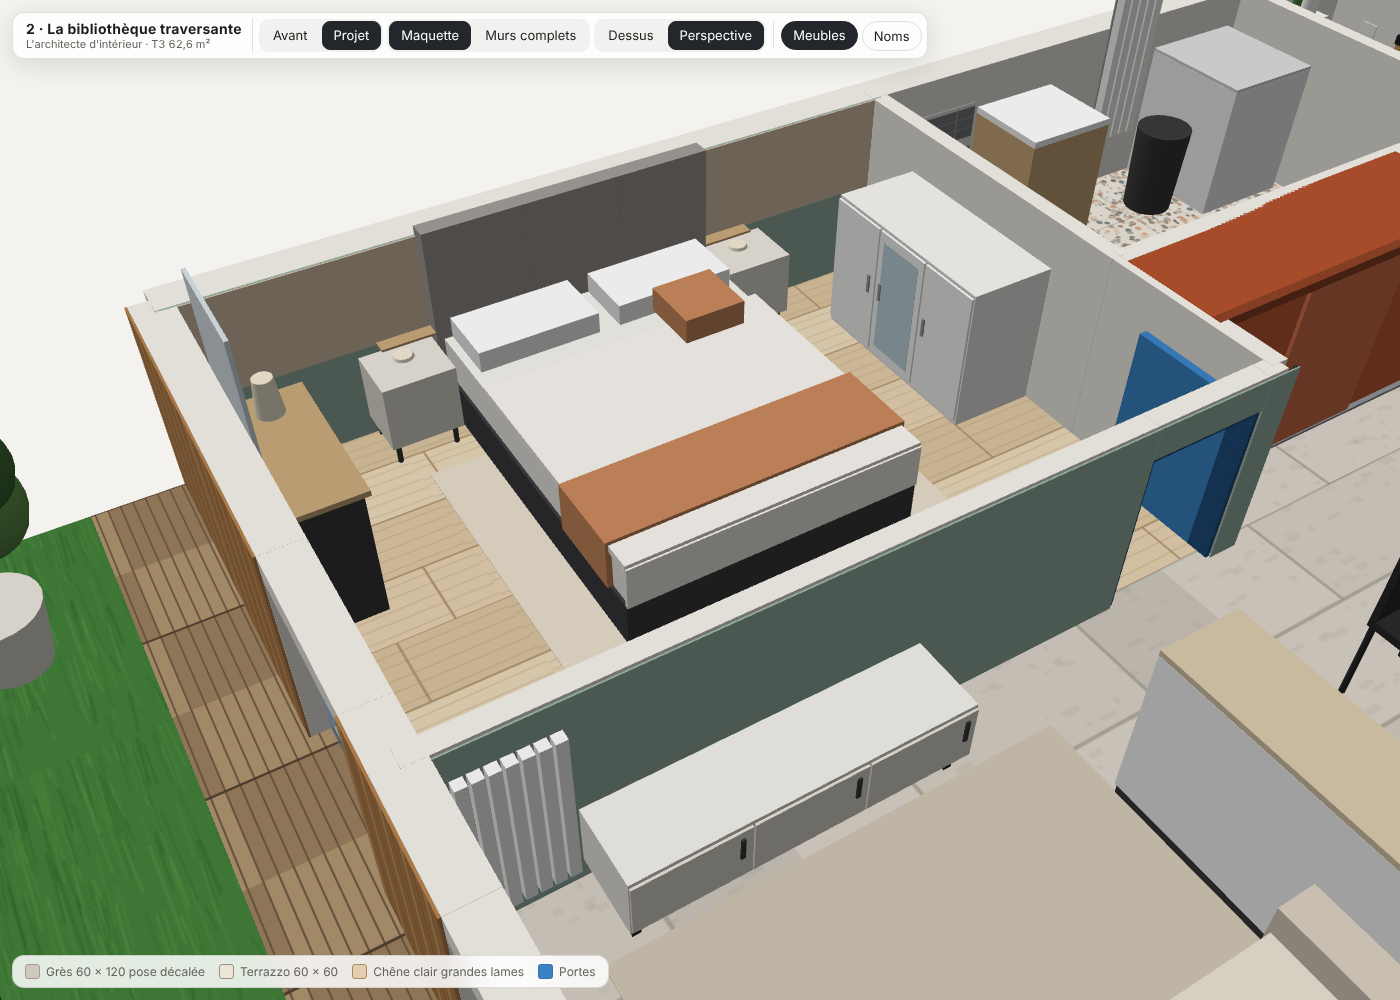 2 · La bibliothèque traversante
L'architecte d'intérieur · T3 62,6 m²
Avant Projet Maquette Murs complets Dessus Perspective Meubles Noms
Grès 60 × 120 pose décalée Terrazzo 60 × 60 Chêne clair grandes lames Portes